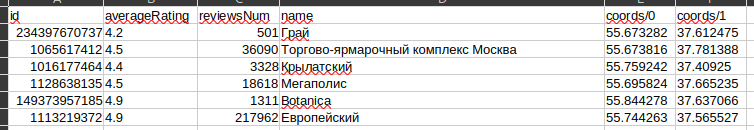 id averageRating reviewsNum name coords/0 coords/1
234397670737 4.2 501 Грай 55.673282 37.612475
1065617412 4.5 36090 Торгово-ярмарочный комплекс Москва 55.673816 37.781388
1016177464 4.4 3328 Крылатский 55.759242 37.40925
1128638135 4.5 18618 Мегаполис 55.695824 37.665235
149373957185 4.9 1311 Botanica 55.844278 37.637066
1113219372 4.9 217962 Европейский 55.744263 37.565527